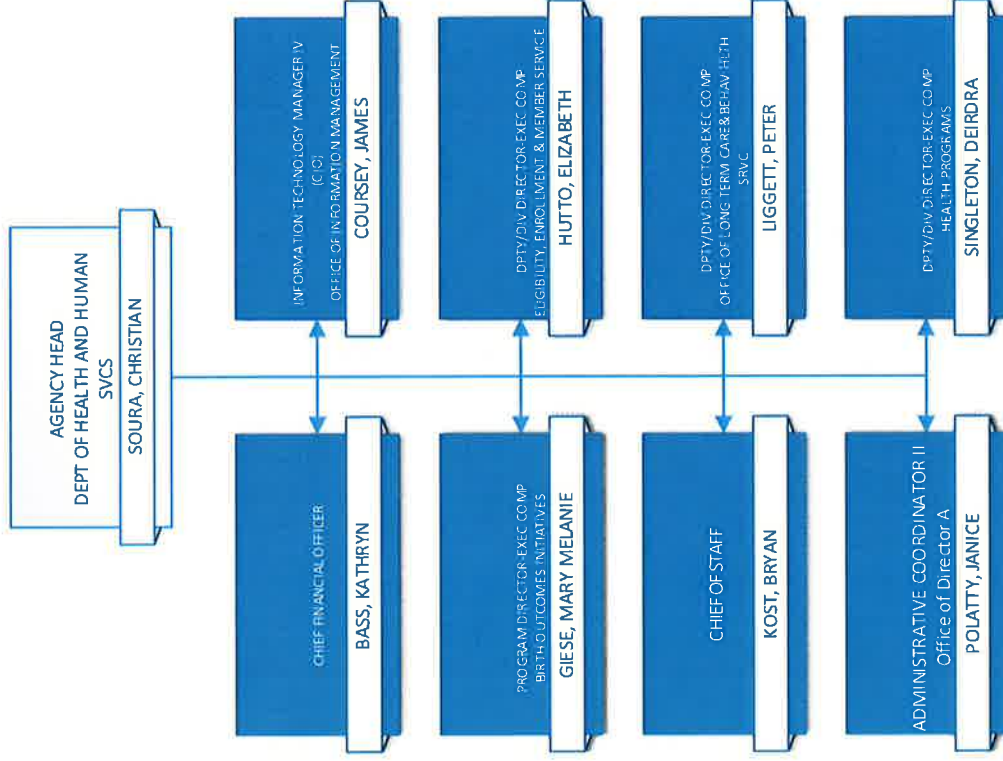 AGENCY HEAD
DEPT OF HEALTH AND HUMAN
SVCS
SOURA, CHRISTIAN
CHIEF FINANCIAL OFFICER
BASS, KATHRYN
INFORMATION TECHNOLOGY MANAGER IV
(CIO)
OFFICE OF INFORMATION MANAGEMENT
COURSEY, JAMES
PROGRAM DIRECTOR-EXEC COMP
BIRTH OUTCOMES INITIATIVES
GIESE, MARY MELANIE
DPTY/DIV DIRECTOR-EXEC COMP
ELIGIBILITY, ENROLLMENT & MEMBER SERVICE
HUTTO, ELIZABETH
CHIEF OF STAFF
KOST, BRYAN
DPTY/DIV DIRECTOR-EXEC COMP
OFFICE OF LONG TERM CARE&BEHAV HLTH
SRVC
LIGGETT, PETER
ADMINISTRATIVE COORDINATOR II
Office of Director A
POLATTY, JANICE
DPTY/DIV DIRECTOR-EXEC COMP
HEALTH PROGRAMS
SINGLETON, DEIRDRA